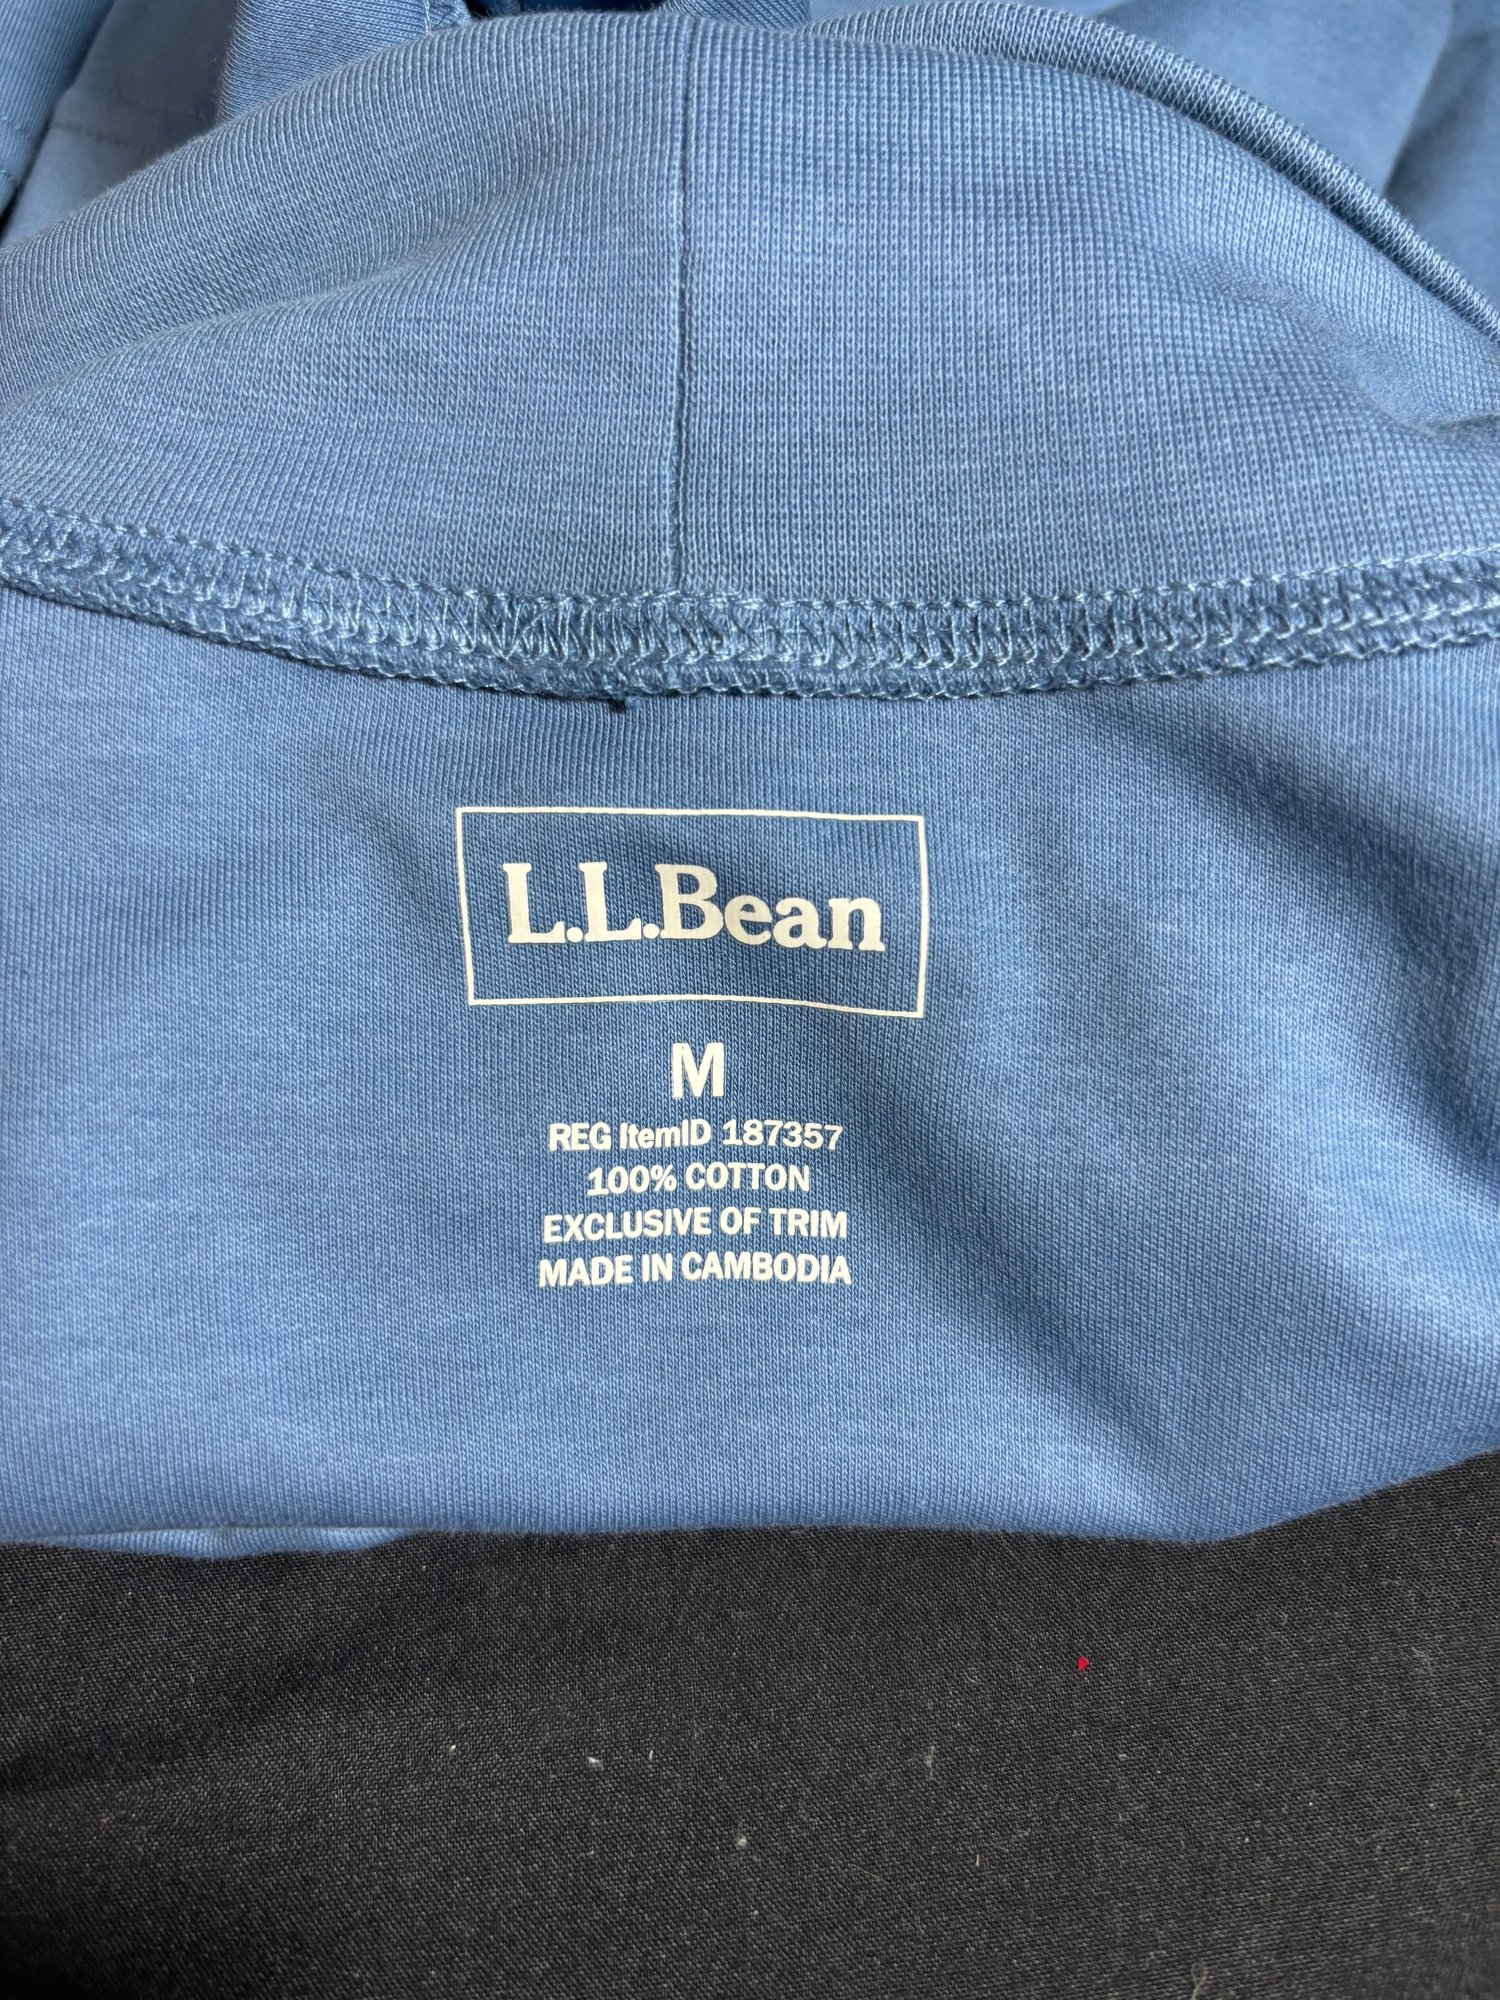 L.L.Bean
M
REG ItemID 187357
100% COTTON
EXCLUSIVE OF TRIM
MADE IN CAMBODIA